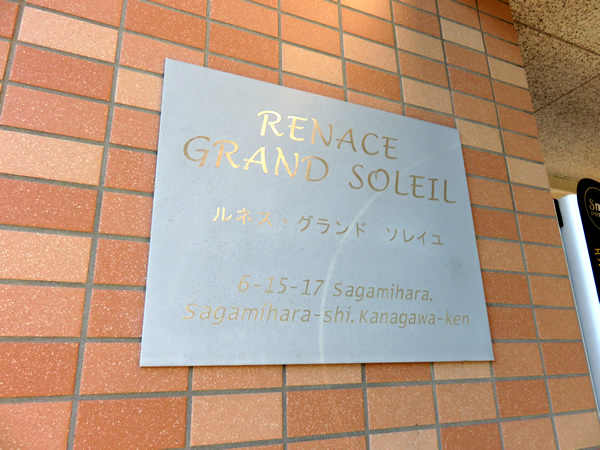 RENACE
GRAND SOLEIL
ルネス・グランド ソレイユ
6-15-17 Sagamihara.
Sagamihara-shi. Kanagawa-ken